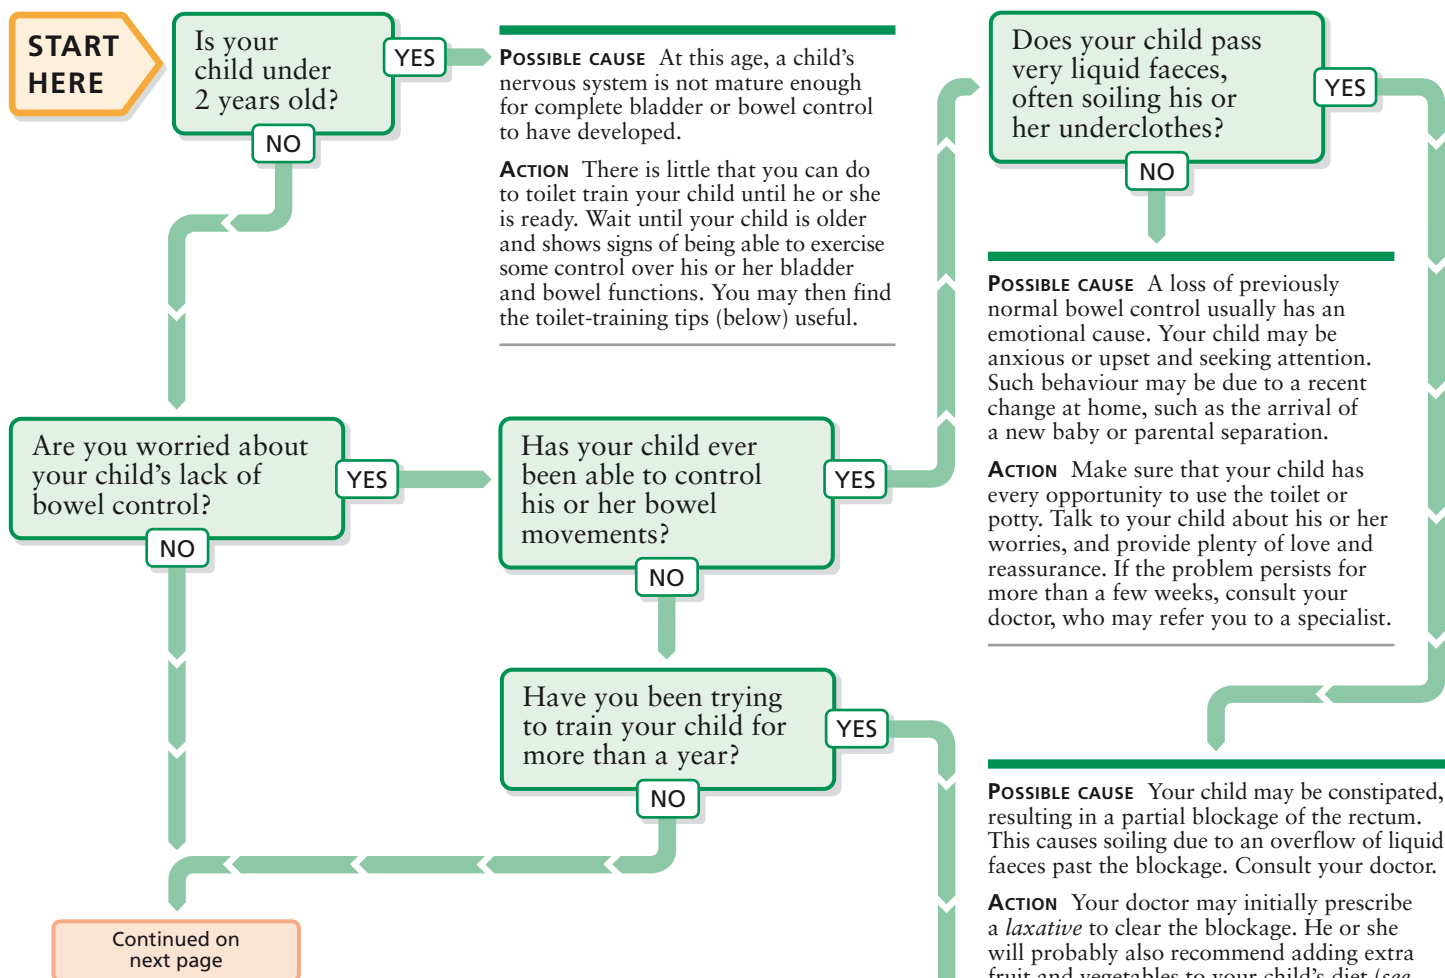 START
HERE
Is your
child under
2 years old?
YES
NO
POSSIBLE CAUSE At this age, a child's
nervous system is not mature enough
for complete bladder or bowel control
to have developed.
ACTION There is little that you can do
to toilet train your child until he or she
is ready. Wait until your child is older
and shows signs of being able to exercise
some control over his or her bladder
and bowel functions. You may then find
the toilet-training tips (below) useful.
Are you worried about
your child's lack of
bowel control?
YES
NO
Has your child ever
been able to control
his or her bowel
movements?
YES
NO
Have you been trying
to train your child for
more than a year?
YES
NO
Continued on
next page
Does your child pass
very liquid faeces,
often soiling his or
her underclothes?
YES
NO
POSSIBLE CAUSE A loss of previously
normal bowel control usually has an
emotional cause. Your child may be
anxious or upset and seeking attention.
Such behaviour may be due to a recent
change at home, such as the arrival of
a new baby or parental separation.
ACTION Make sure that your child has
every opportunity to use the toilet or
potty. Talk to your child about his or her
worries, and provide plenty of love and
reassurance. If the problem persists for
more than a few weeks, consult your
doctor, who may refer you to a specialist.
POSSIBLE CAUSE Your child may be constipated,
resulting in a partial blockage of the rectum.
This causes soiling due to an overflow of liquid
faeces past the blockage. Consult your doctor.
ACTION Your doctor may initially prescribe
a laxative to clear the blockage. He or she
will probably also recommend adding extra
fruit and vegetables to your child's diet (see